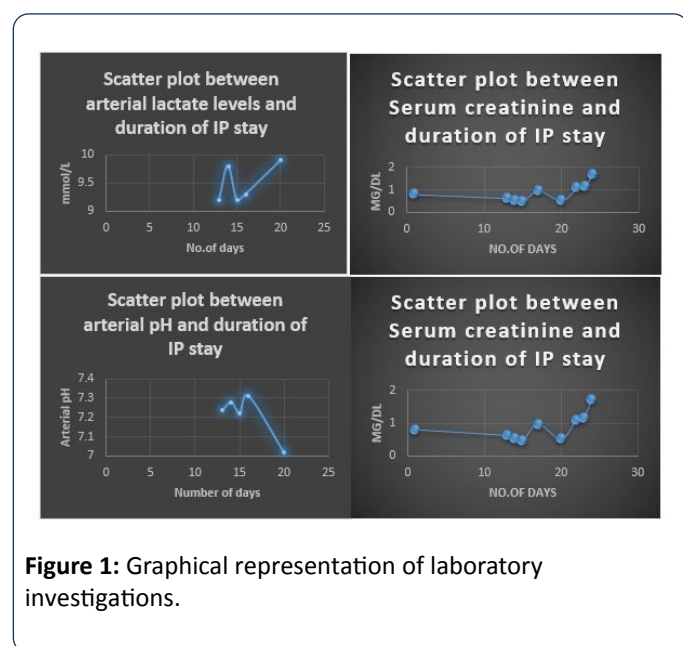 Scatter plot between
arterial lactate levels and
duration of IP stay
mmol/L
10
9.5
9
0 5 10 15 20 25
No.of days
Scatter plot between
Serum creatinine and
duration of IP stay
MG/DL
2
1
0
0 10 20 30
NO.OF DAYS
Scatter plot between
arterial pH and duration of
IP stay
Arterial pH
7.4
7.3
7.2
7.1
7
0 5 10 15 20 25
Number of days
Scatter plot between
Serum creatinine and
duration of IP stay
MG/DL
2
1
0
0 10 20 30
NO.OF DAYS
Figure 1: Graphical representation of laboratory
investigations.